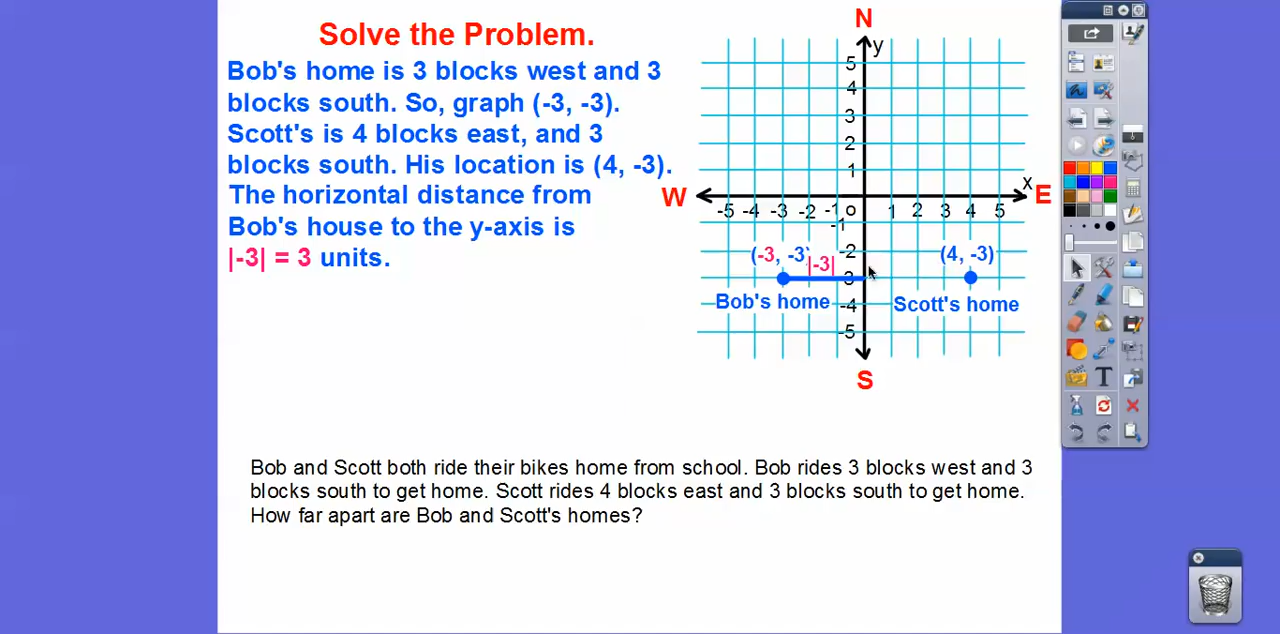 Solve the Problem.
Bob's home is 3 blocks west and 3
blocks south. So, graph (-3, -3).
Scott's is 4 blocks east, and 3
blocks south. His location is (4, -3).
The horizontal distance from
Bob's house to the y-axis is
|-3| = 3 units.
N
y
5
4
3
2
1
x
W
E
-5 -4 -3 -2 -1 o 1 2 3 4 5
-1
-2
(-3, -3)
|-3|
(4, -3)
-3
Bob's home
-4
Scott's home
-5
S
Bob and Scott both ride their bikes home from school. Bob rides 3 blocks west and 3
blocks south to get home. Scott rides 4 blocks east and 3 blocks south to get home.
How far apart are Bob and Scott's homes?
T